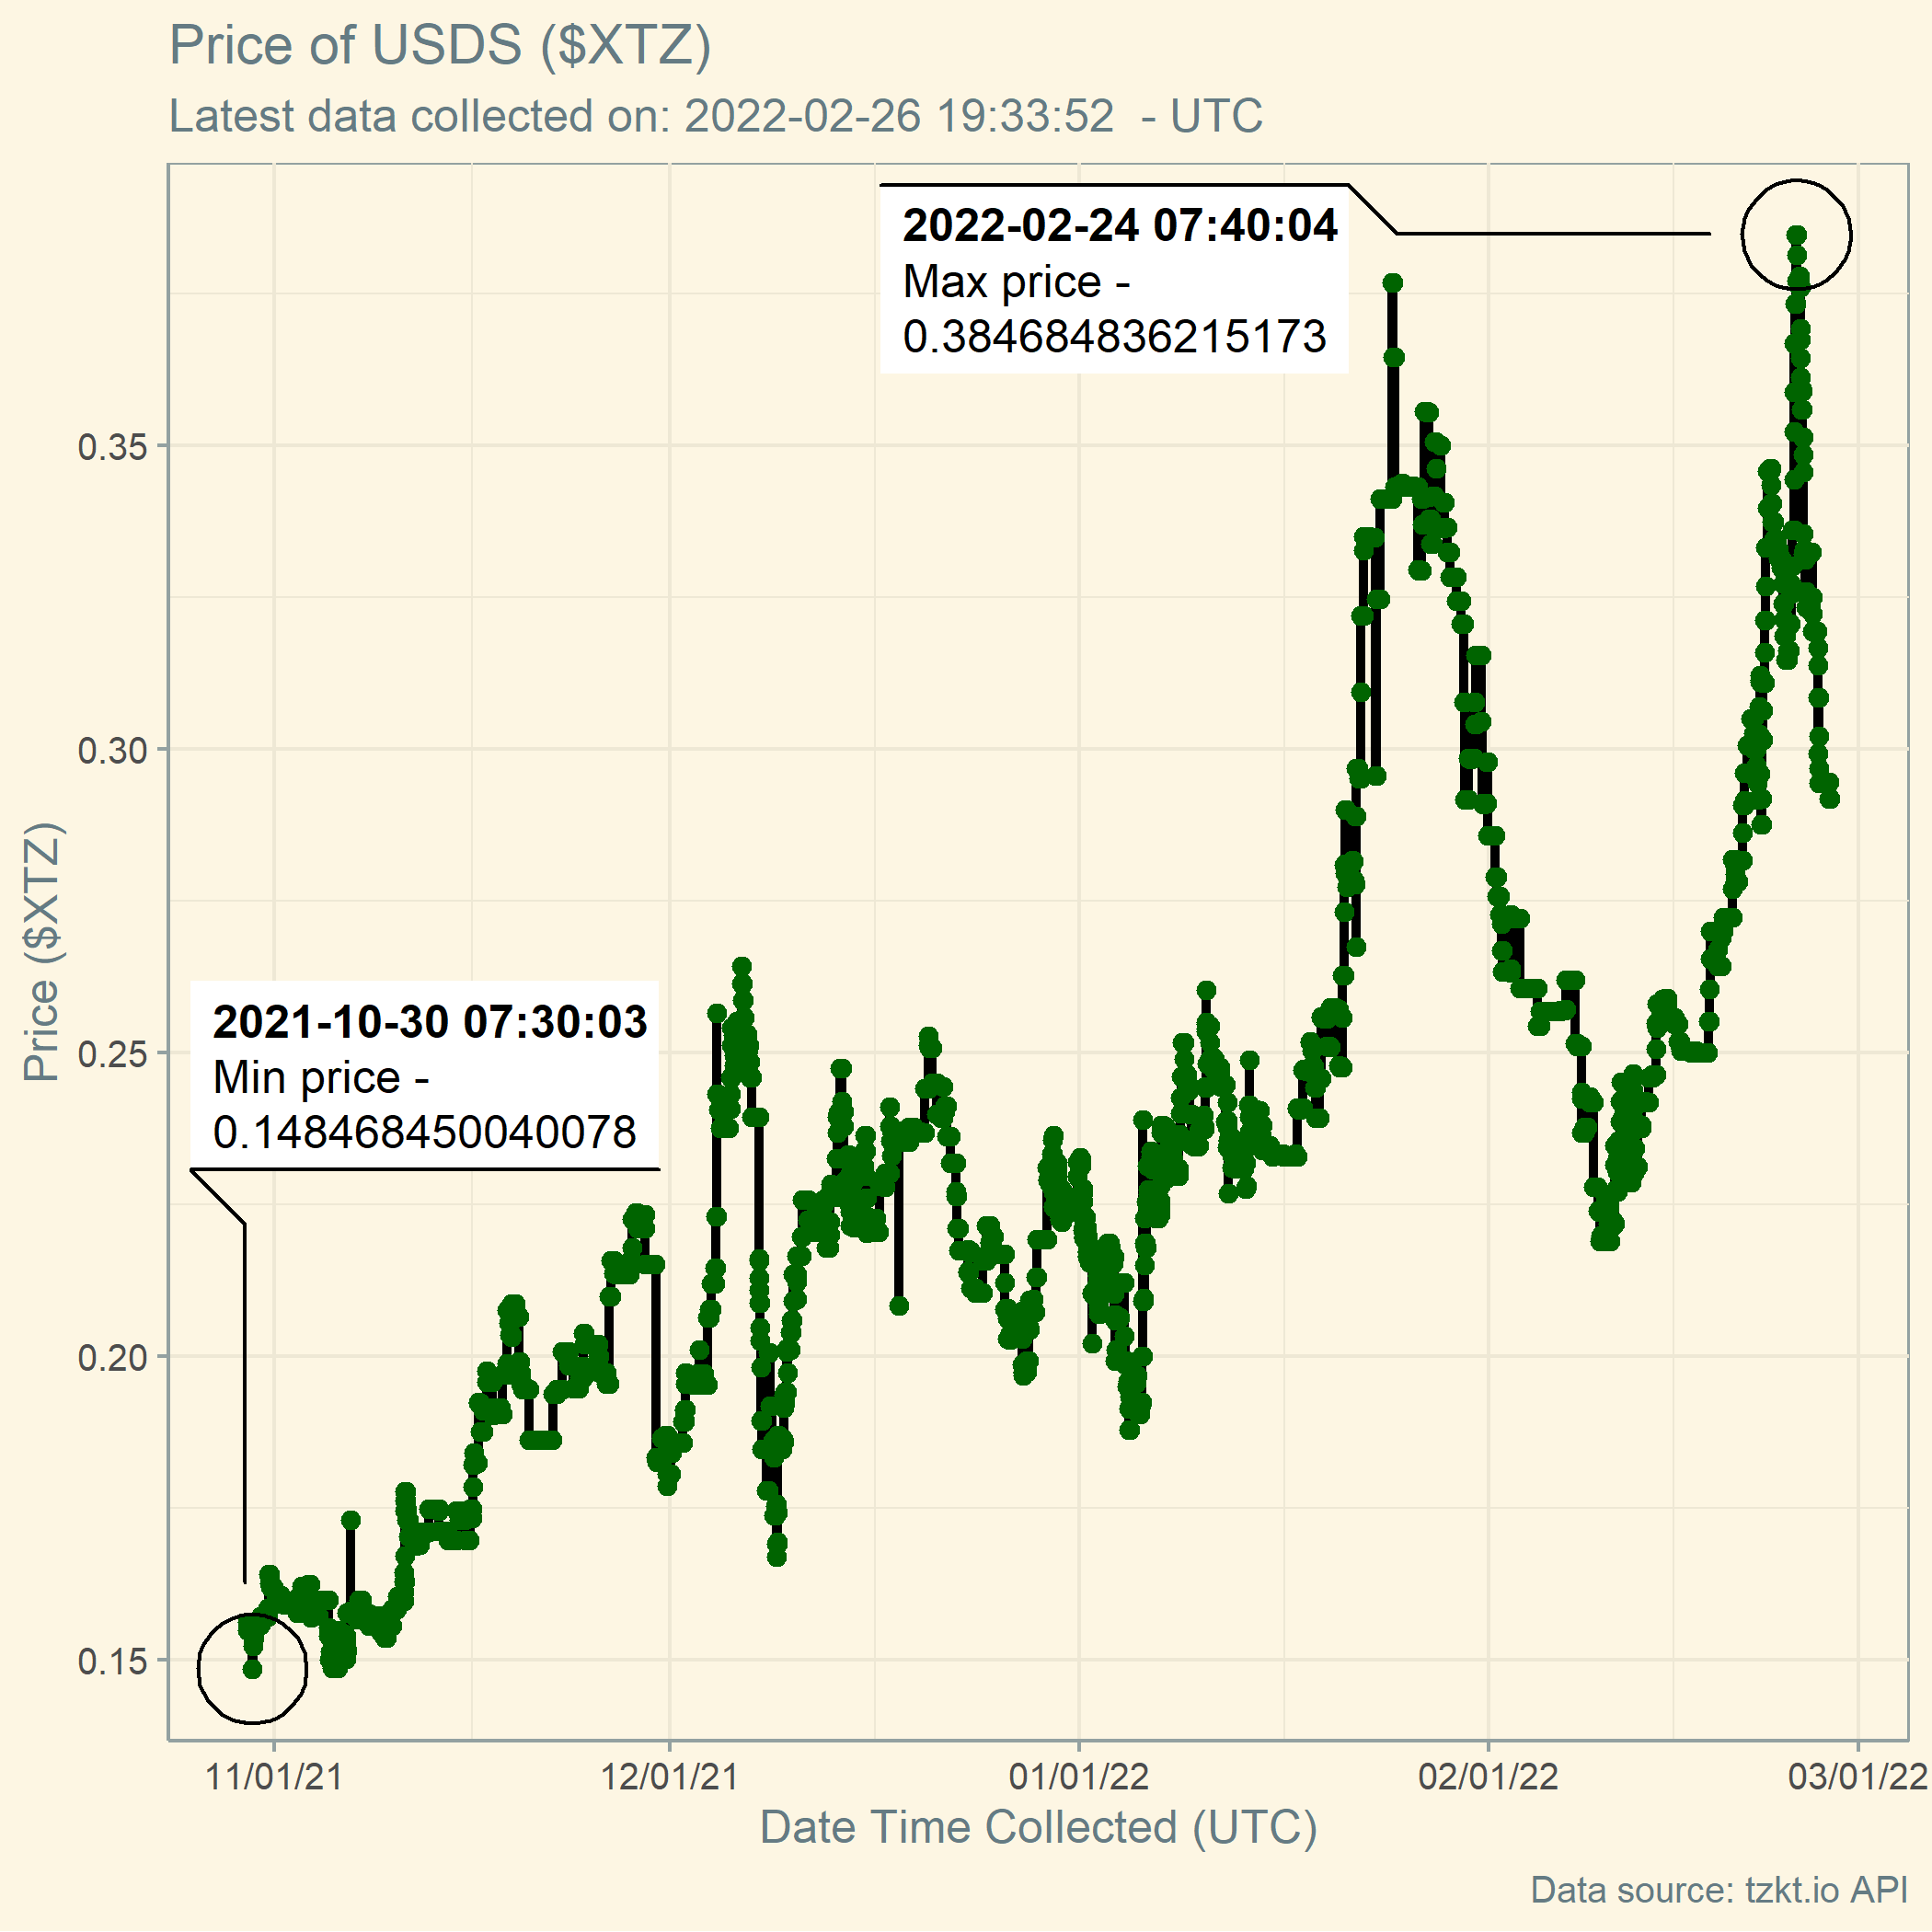 Price of USDS ($XTZ)
Latest data collected on: 2022-02-26 19:33:52  - UTC
2022-02-24 07:40:04
Max price -
0.384684836215173
2021-10-30 07:30:03
Min price -
0.148468450040078
Price ($XTZ)
0.35
0.30
0.25
0.20
0.15
11/01/21
12/01/21
01/01/22
02/01/22
03/01/22
Date Time Collected (UTC)
Data source: tzkt.io API